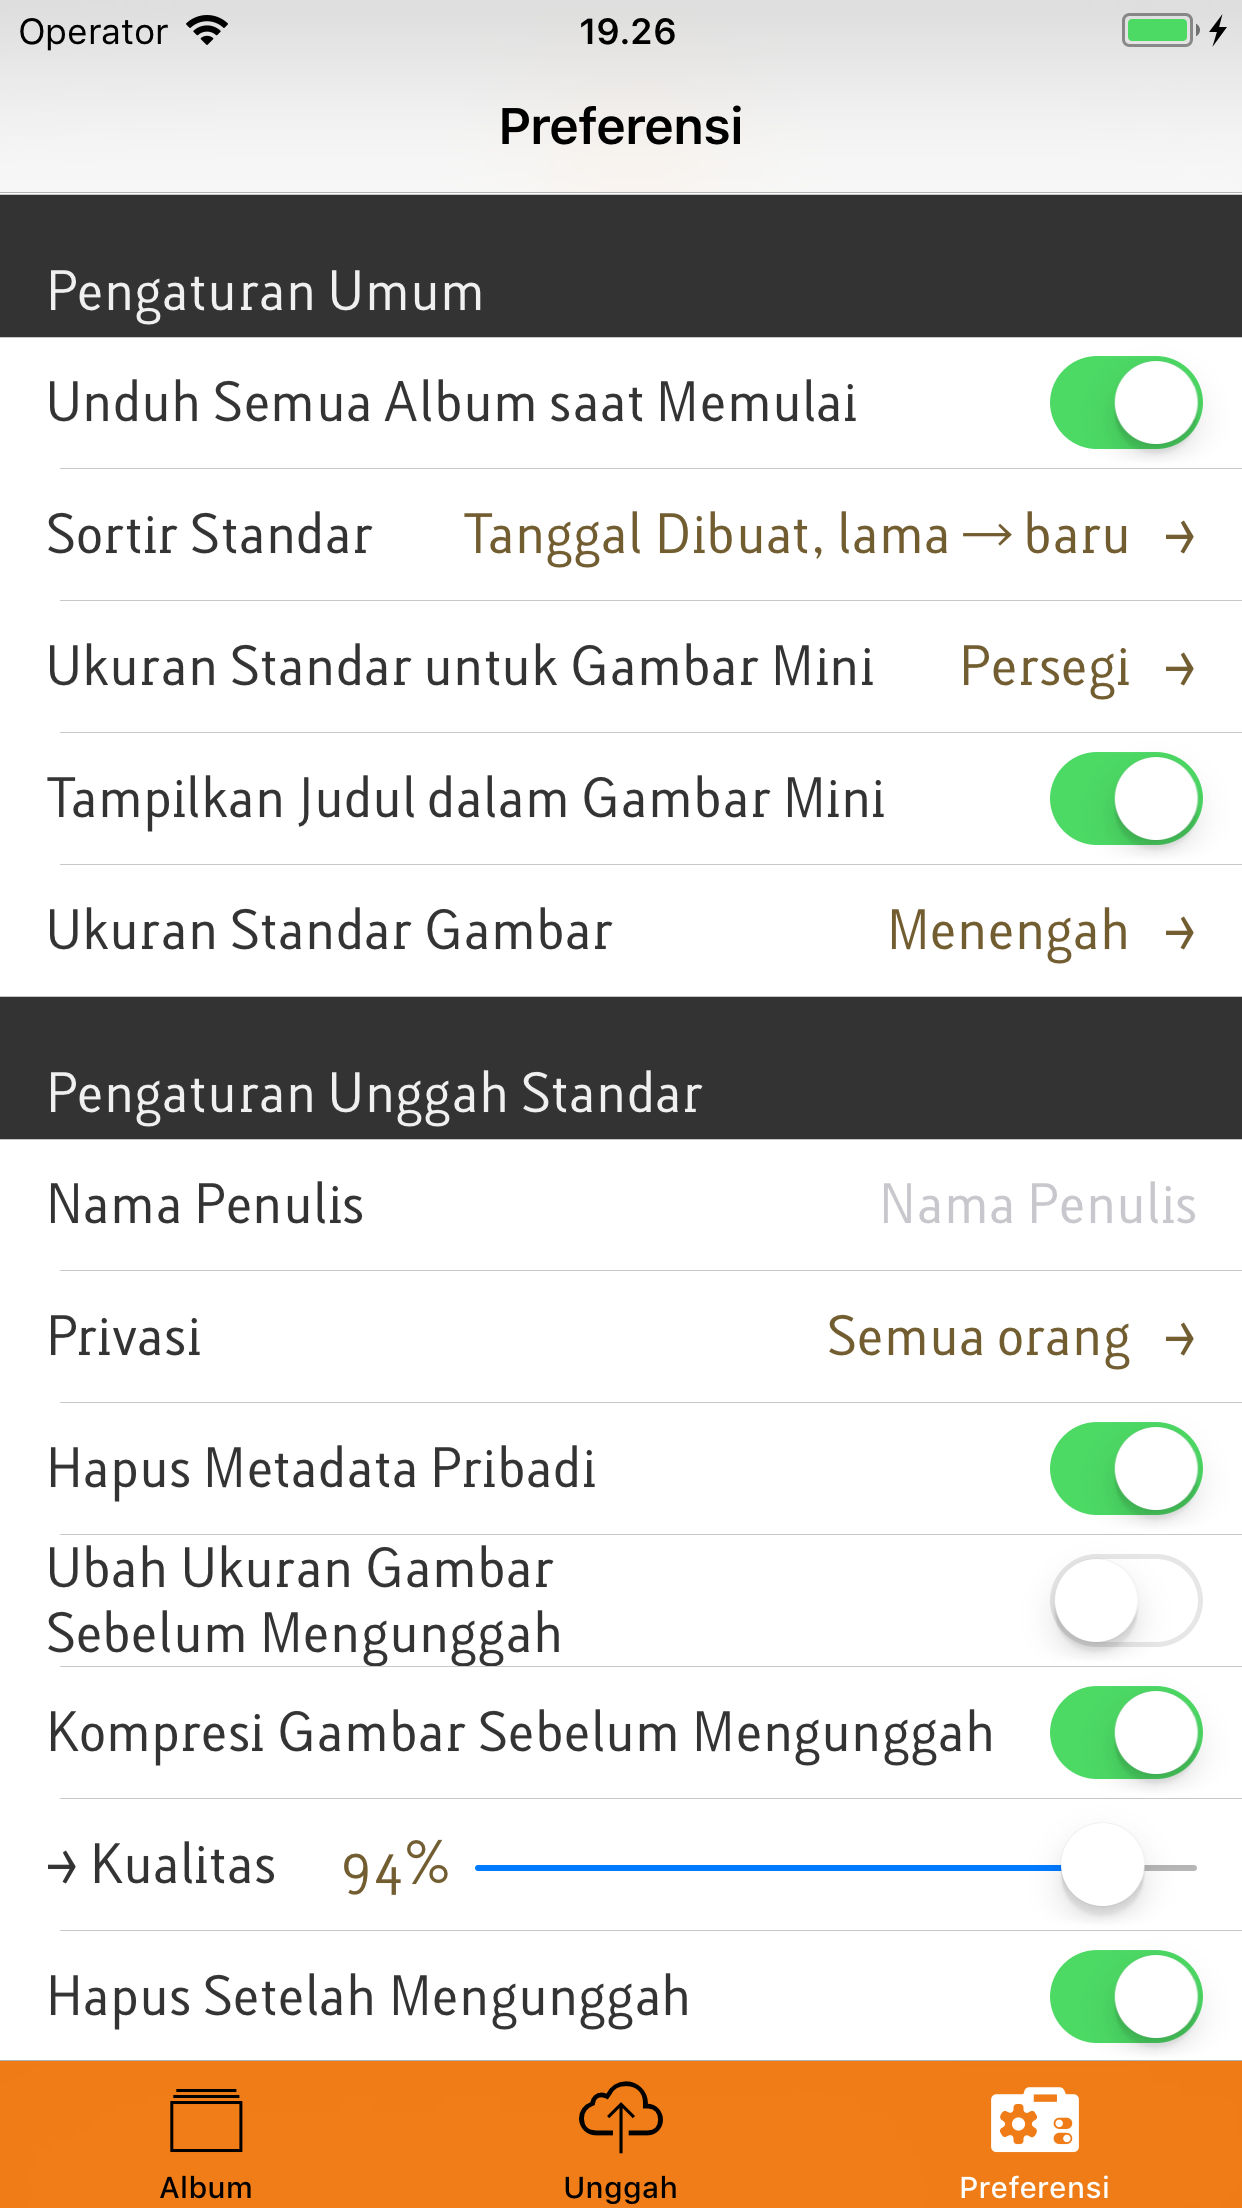 Operator
19.26
Preferensi
Pengaturan Umum
Unduh Semua Album saat Memulai
Sortir Standar Tanggal Dibuat, lama → baru →
Ukuran Standar untuk Gambar Mini Persegi →
Tampilkan Judul dalam Gambar Mini
Ukuran Standar Gambar Menengah →
Pengaturan Unggah Standar
Nama Penulis Nama Penulis
Privasi Semua orang →
Hapus Metadata Pribadi
Ubah Ukuran Gambar
Sebelum Mengunggah
Kompresi Gambar Sebelum Mengunggah
→ Kualitas 94%
Hapus Setelah Mengunggah
Album Unggah Preferensi